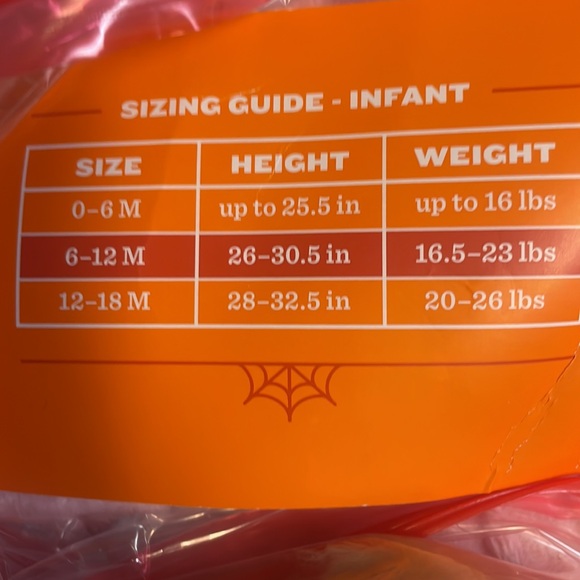 SIZING GUIDE - INFANT
SIZE HEIGHT WEIGHT
0-6 M up to 25.5 in up to 16 lbs
6-12 M 26-30.5 in 16.5-23 lbs
12-18 M 28-32.5 in 20-26 lbs